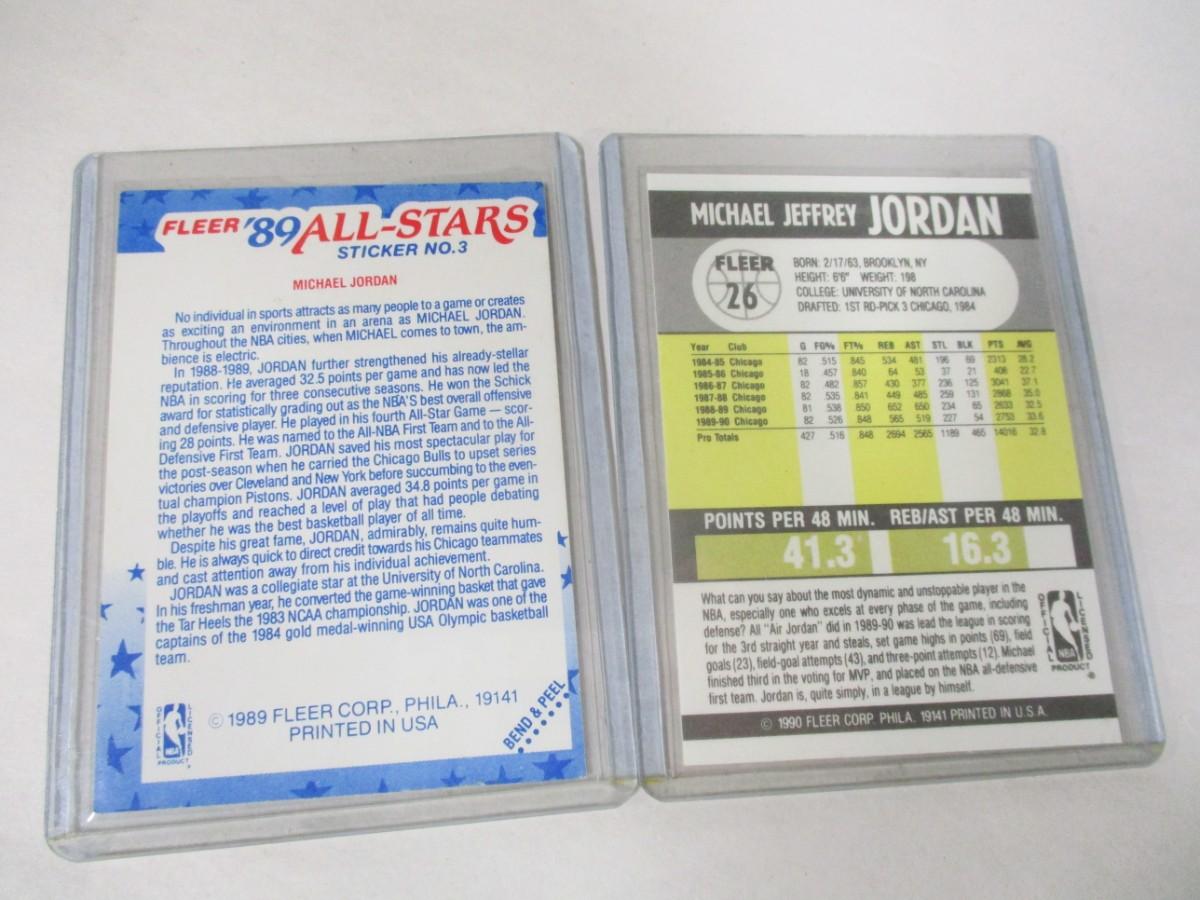 FLEER '89 ALL-STARS
STICKER NO.3
MICHAEL JORDAN
No individual in sports attracts as many people to a game or creates
as exciting an environment in an arena as MICHAEL JORDAN.
Throughout the NBA cities, when MICHAEL comes to town, the am-
bience is electric.
In 1988-1989, JORDAN further strengthened his already-stellar
reputation. He averaged 32.5 points per game and has now led the
NBA in scoring for three consecutive seasons. He won the Schick
award for statistically grading out as the NBA'S best overall offensive
and defensive player. He played in his fourth All-Star Game — scor-
ing 28 points. He was named to the All-NBA First Team and to the All-
Defensive First Team. JORDAN saved his most spectacular play for
the post-season when he carried the Chicago Bulls to upset series
victories over Cleveland and New York before succumbing to the even-
tual champion Pistons. JORDAN averaged 34.8 points per game in
the playoffs and reached a level of play that had people debating
whether he was the best basketball player of all time.
Despite his great fame, JORDAN, admirably, remains quite hum-
ble. He is always quick to direct credit towards his Chicago teammates
and cast attention away from his individual achievement.
JORDAN was a collegiate star at the University of North Carolina.
In his freshman year, he converted the game-winning basket that gave
the Tar Heels the 1983 NCAA championship. JORDAN was one of the
captains of the 1984 gold medal-winning USA Olympic basketball
team.
OFFICIAL NBA LICENSED
PRODUCT
© 1989 FLEER CORP., PHILA., 19141
PRINTED IN USA
BEND & PEEL
MICHAEL JEFFREY JORDAN
FLEER
26
BORN: 2/17/63, BROOKLYN, NY
HEIGHT: 6'6" WEIGHT: 198
COLLEGE: UNIVERSITY OF NORTH CAROLINA
DRAFTED: 1ST RD-PICK 3 CHICAGO, 1984
Year Club G FG% FT% REB AST STL BLK PTS AVG
1984-85 Chicago 82 .515 .845 534 481 196 69 2313 28.2
1985-86 Chicago 18 .457 .840 64 53 37 21 408 22.7
1986-87 Chicago 82 .482 .857 430 377 236 125 3041 37.1
1987-88 Chicago 82 .535 .841 449 485 259 131 2868 35.0
1988-89 Chicago 81 .538 .850 652 650 234 65 2633 32.5
1989-90 Chicago 82 .526 .848 565 519 227 54 2753 33.6
Pro Totals 427 .516 .848 2694 2565 1189 465 14016 32.8
POINTS PER 48 MIN. REB/AST PER 48 MIN.
41.3 16.3
What can you say about the most dynamic and unstoppable player in the
NBA, especially one who excels at every phase of the game, including
defense? All "Air Jordan" did in 1989-90 was lead the league in scoring
for the 3rd straight year and steals, set game highs in points (69), field
goals (23), field-goal attempts (43), and three-point attempts (12). Michael
finished third in the voting for MVP, and placed on the NBA all-defensive
first team. Jordan is, quite simply, in a league by himself.
OFFICIAL NBA LICENSED
PRODUCT
© 1990 FLEER CORP. PHILA. 19141 PRINTED IN U.S.A.